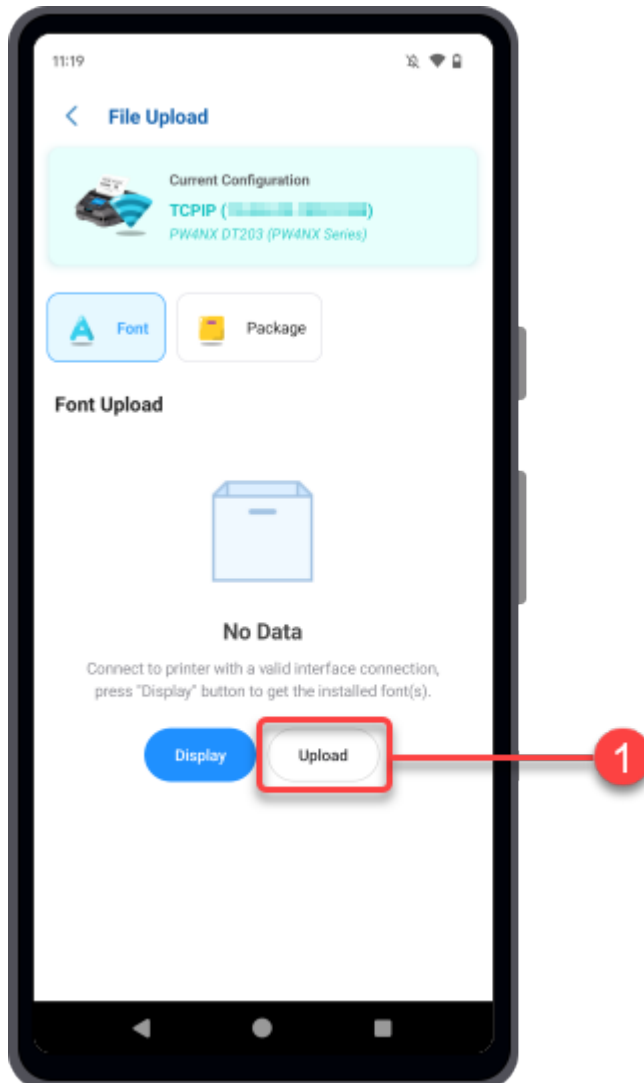 11:19
File Upload
Current Configuration
TCPIP ( )
PW4NX DT203 (PW4NX Series)
Font
Package
Font Upload
No Data
Connect to printer with a valid interface connection,
press "Display" button to get the installed font(s).
Display
Upload
1